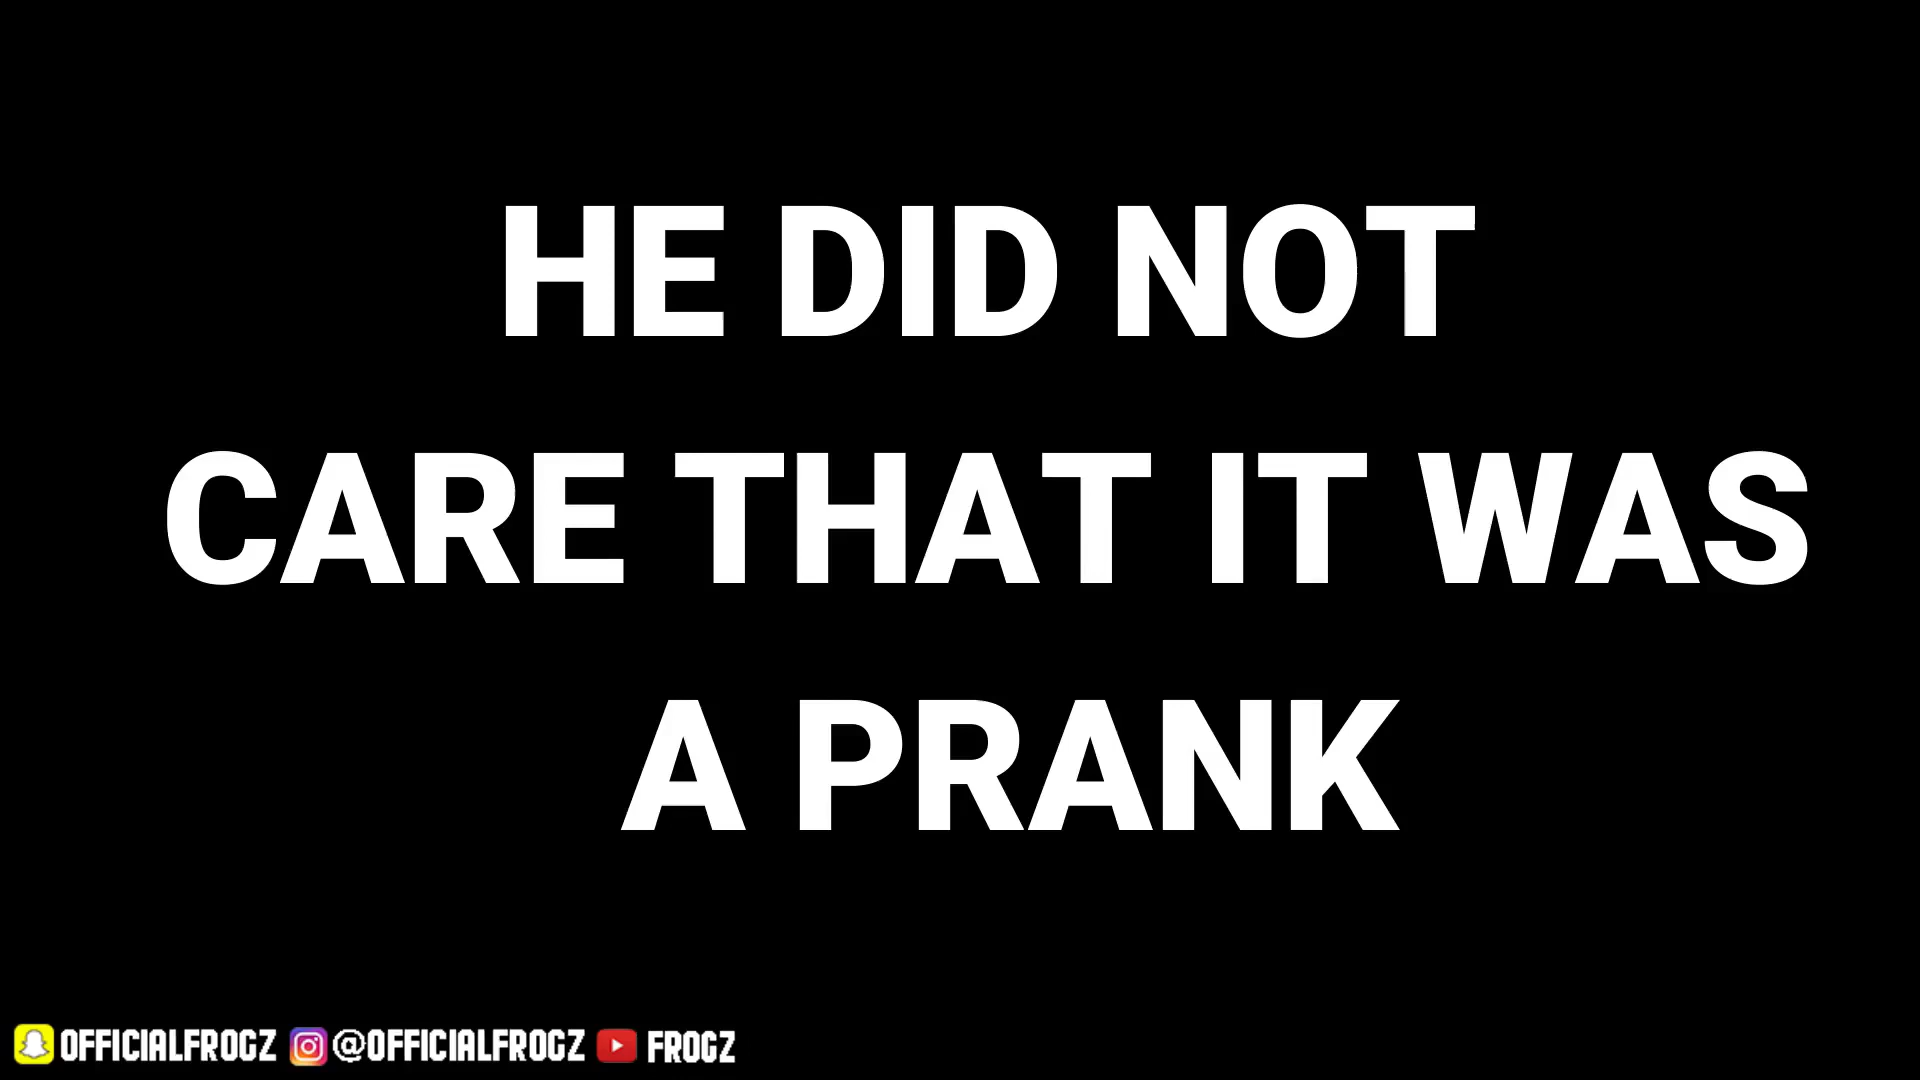 HE DID NOT
CARE THAT IT WAS
A PRANK
OFFICIALFROGZ @OFFICIALFROGZ FROGZ